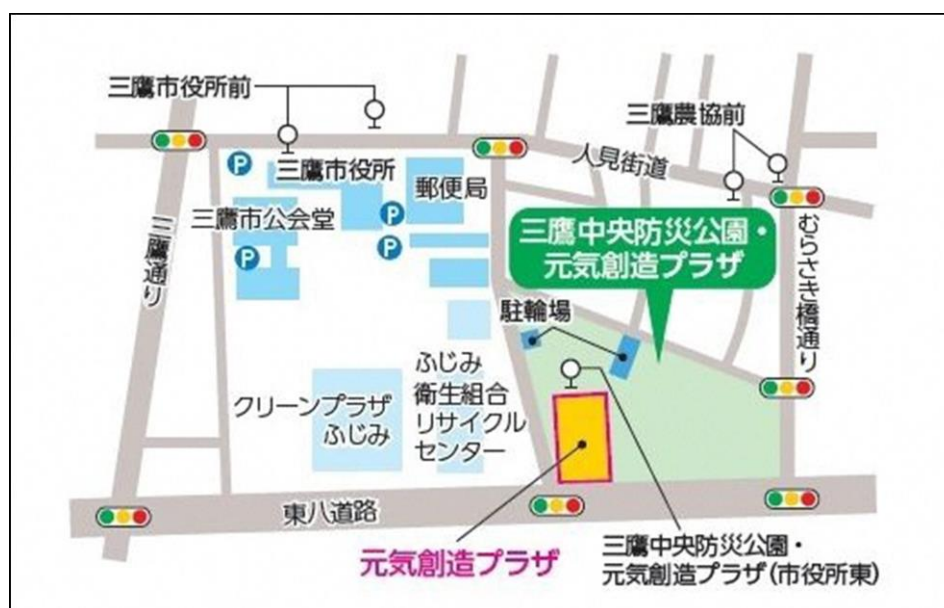 三鷹市役所前
三鷹農協前
人見街道
P
三鷹市役所
郵便局
三鷹市公会堂
P
P
P
三鷹通り
むらさき橋通り
三鷹中央防災公園・
元気創造プラザ
駐輪場
ふじみ
衛生組合
リサイクル
センター
クリーンプラザ
ふじみ
東八道路
元気創造プラザ
三鷹中央防災公園・
元気創造プラザ(市役所東)